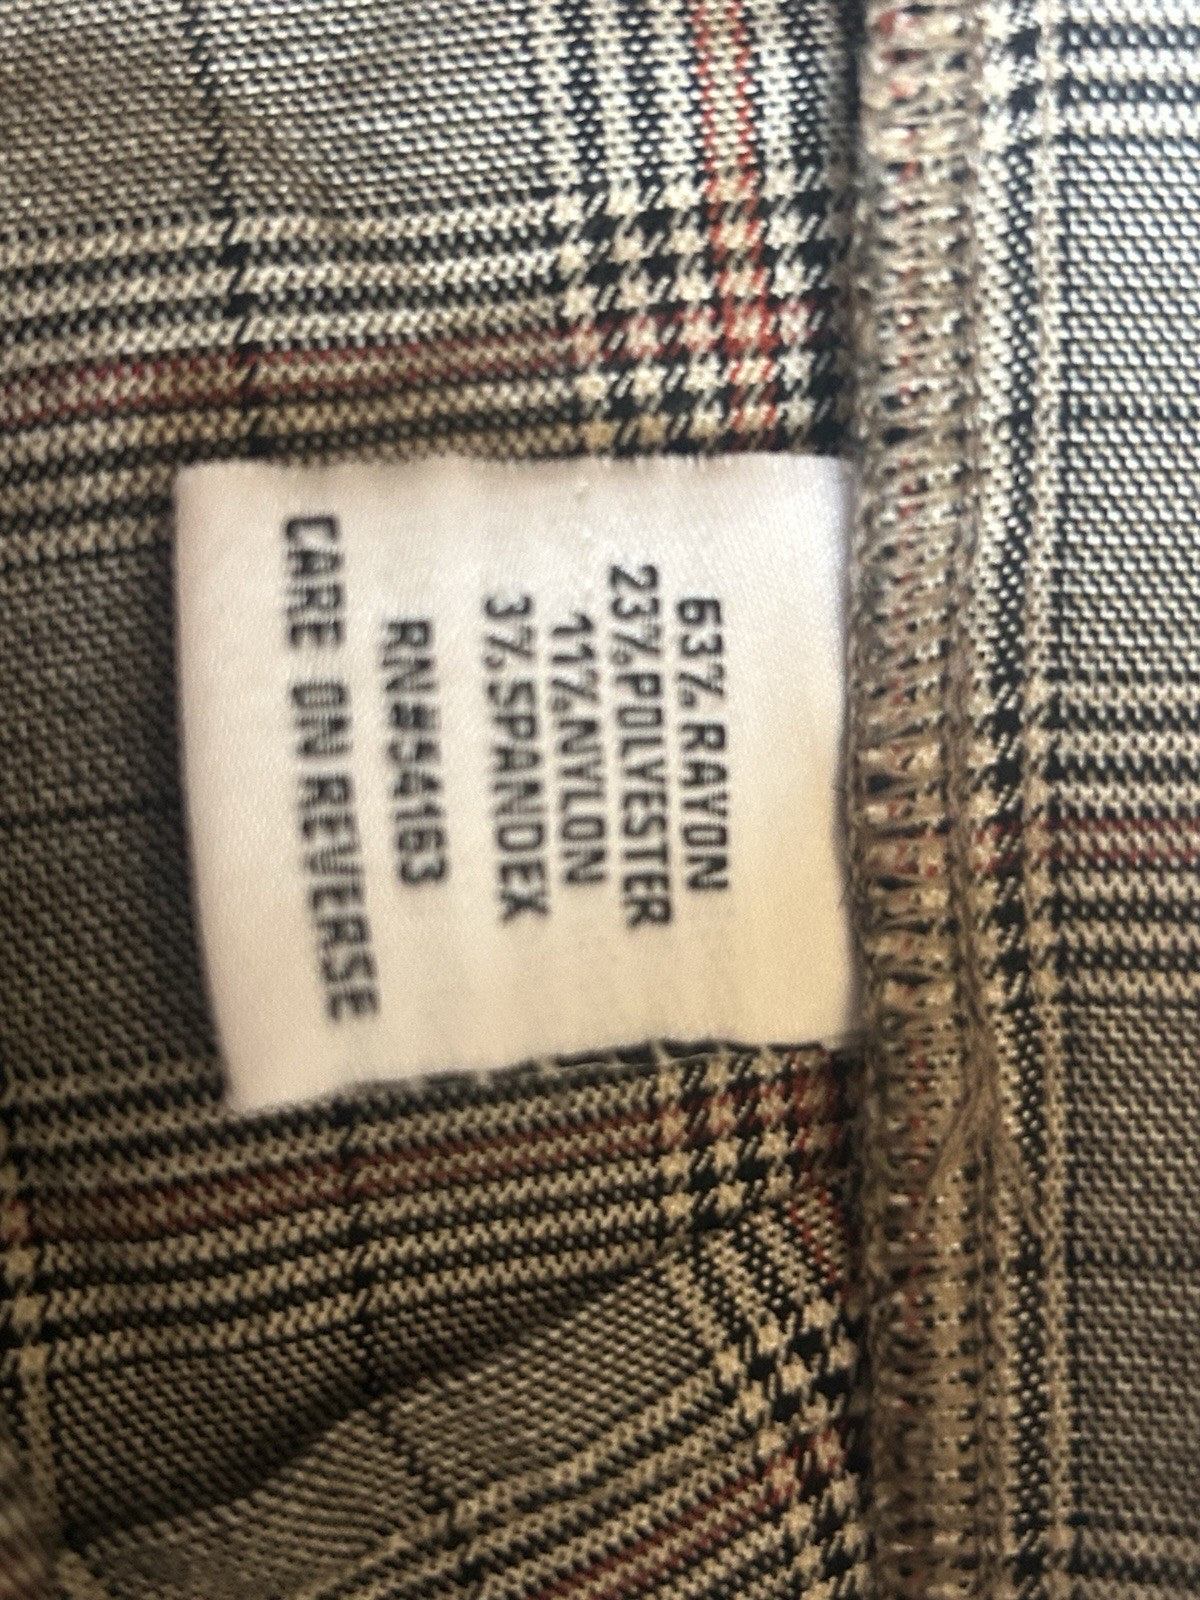 63% RAYON
23% POLYESTER
11% NYLON
3% SPANDEX
RN#54163
CARE ON REVERSE